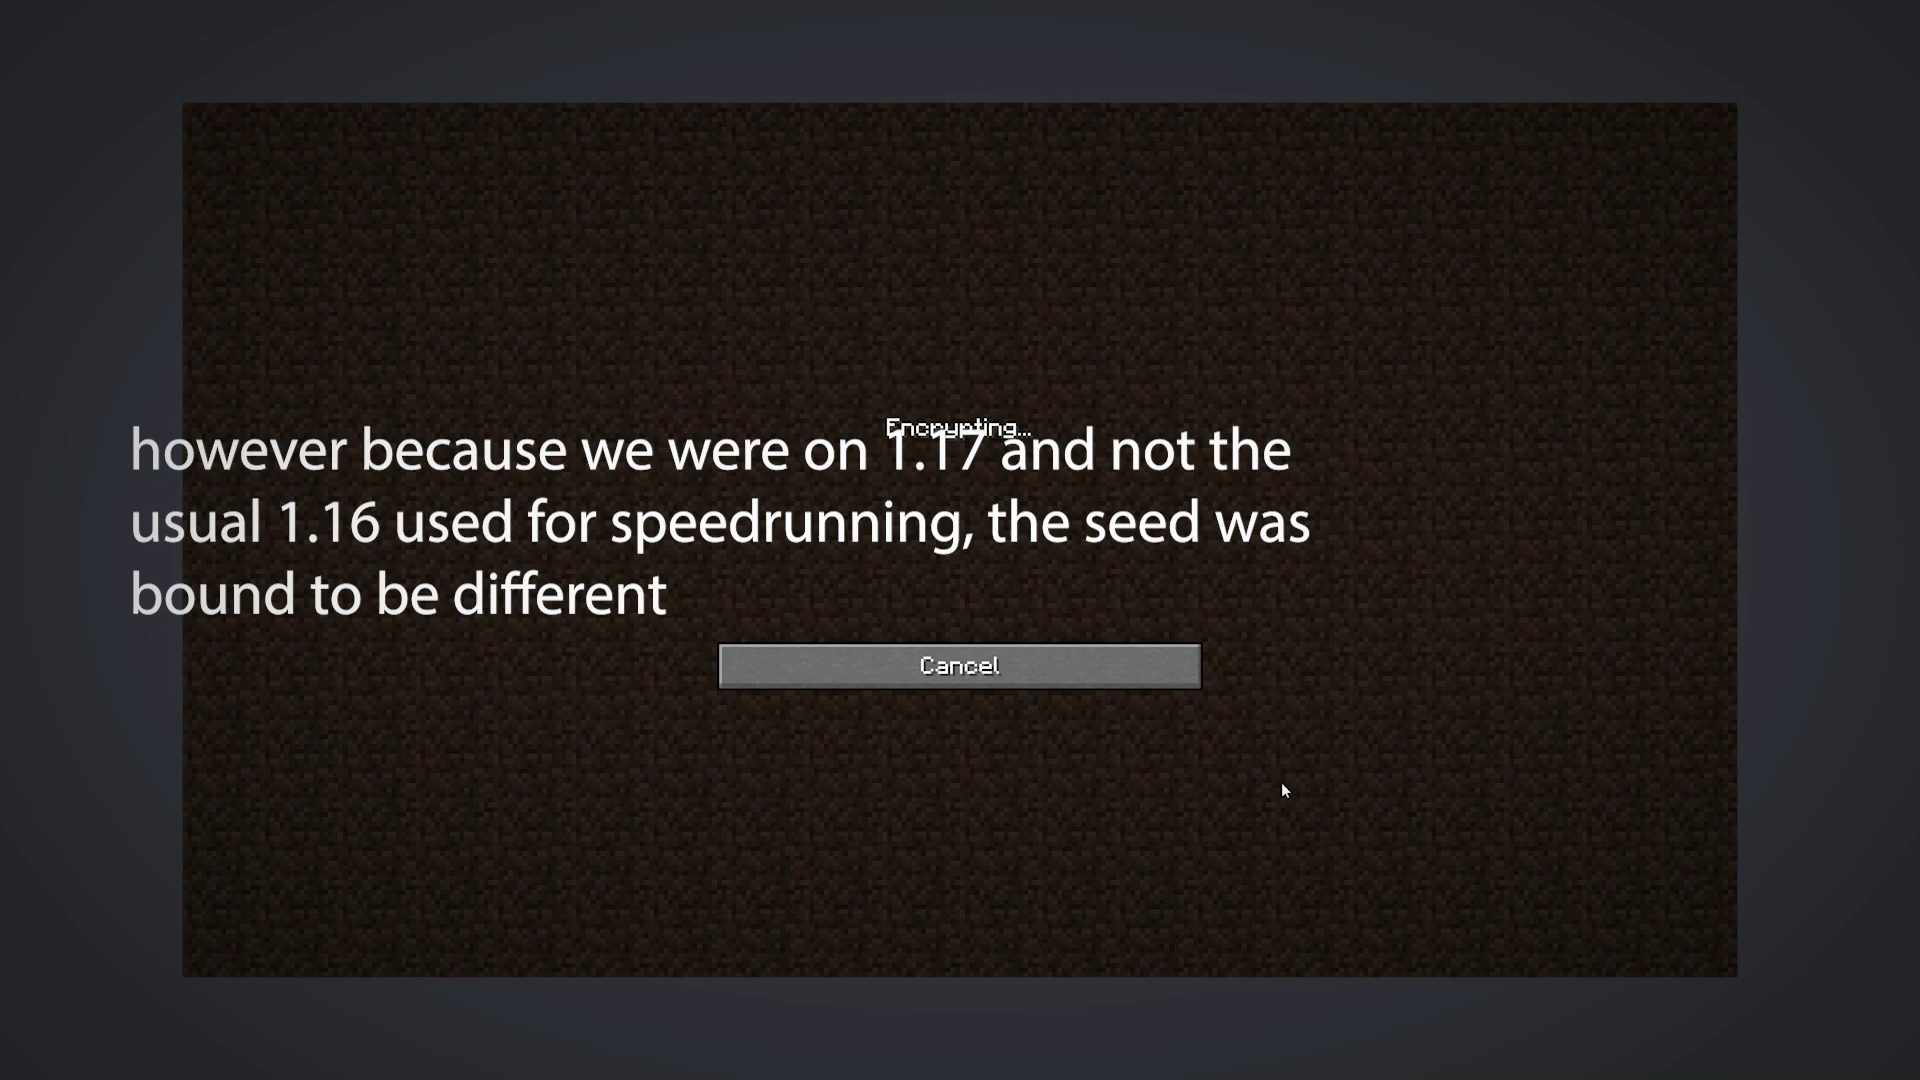 Encrypting...
however because we were on 1.17 and not the
usual 1.16 used for speedrunning, the seed was
bound to be different
Cancel